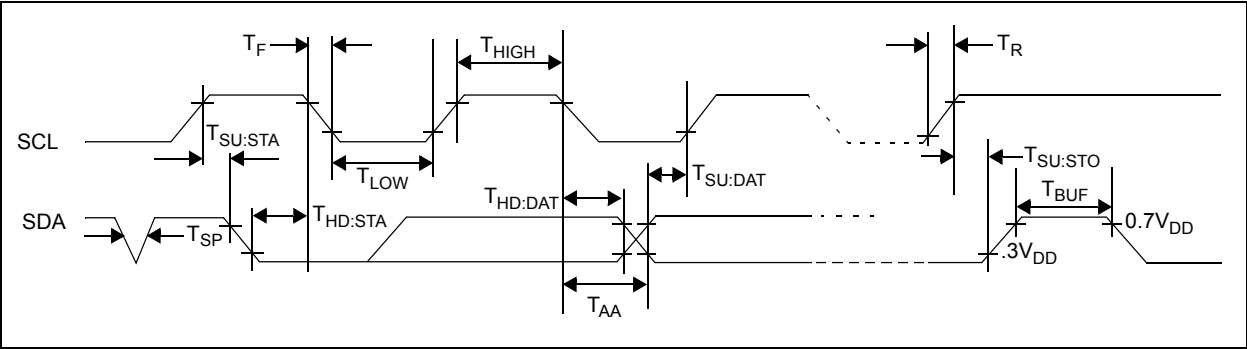 TF
THIGH
TR
SCL
TSU:STA
TLOW
THD:DAT
TSU:DAT
TSU:STO
TBUF
SDA
TSP
THD:STA
0.7VDD
.3VDD
TAA